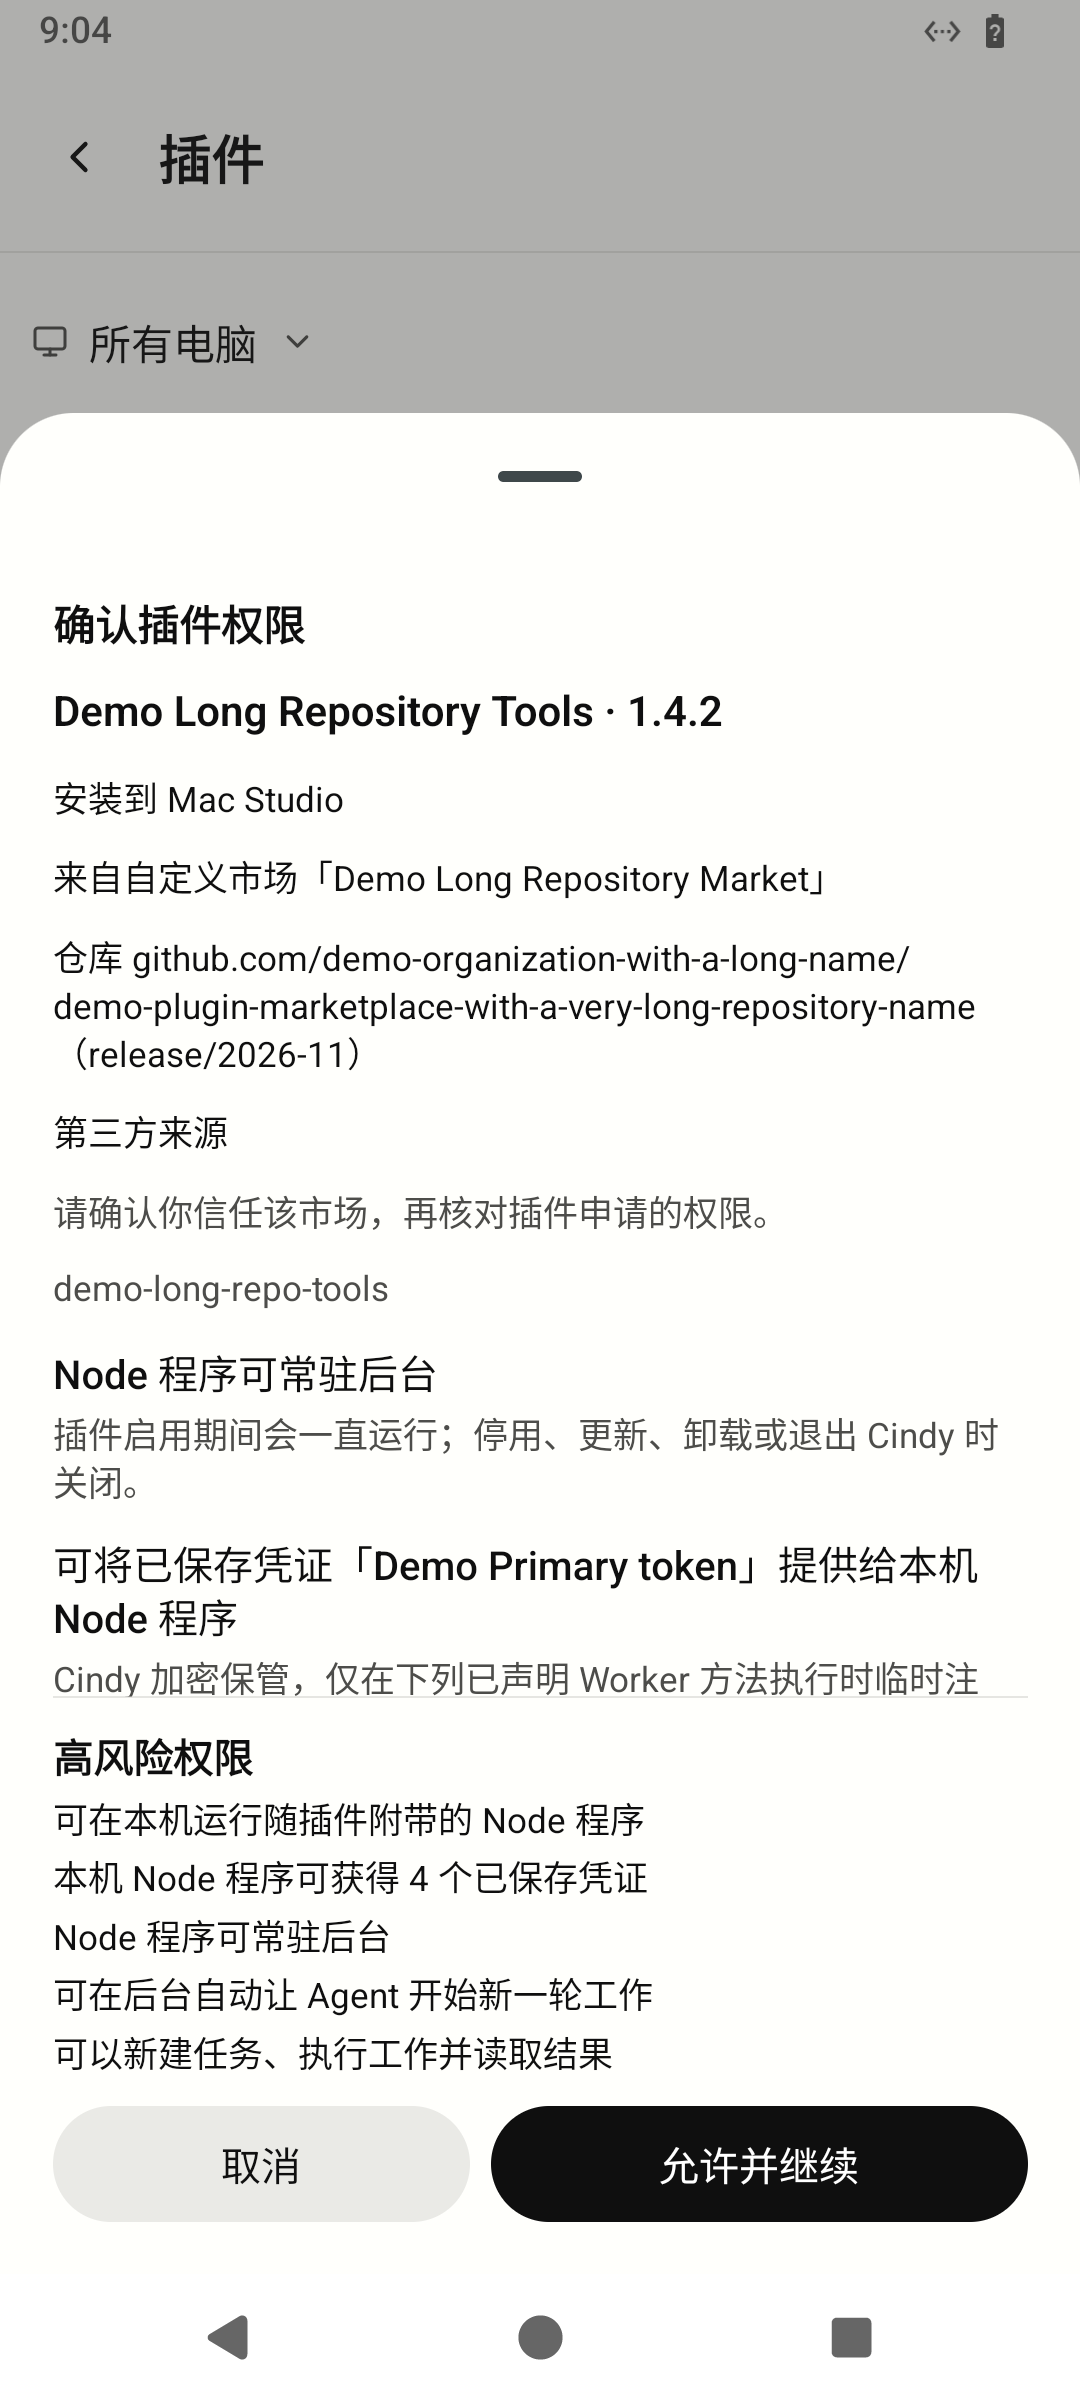 9:04
插件
所有电脑
确认插件权限
Demo Long Repository Tools · 1.4.2
安装到 Mac Studio
来自自定义市场「Demo Long Repository Market」
仓库 github.com/demo-organization-with-a-long-name/
demo-plugin-marketplace-with-a-very-long-repository-name
（release/2026-11）
第三方来源
请确认你信任该市场，再核对插件申请的权限。
demo-long-repo-tools
Node 程序可常驻后台
插件启用期间会一直运行；停用、更新、卸载或退出 Cindy 时
关闭。
可将已保存凭证「Demo Primary token」提供给本机
Node 程序
Cindy 加密保管，仅在下列已声明 Worker 方法执行时临时注
高风险权限
可在本机运行随插件附带的 Node 程序
本机 Node 程序可获得 4 个已保存凭证
Node 程序可常驻后台
可在后台自动让 Agent 开始新一轮工作
可以新建任务、执行工作并读取结果
取消
允许并继续